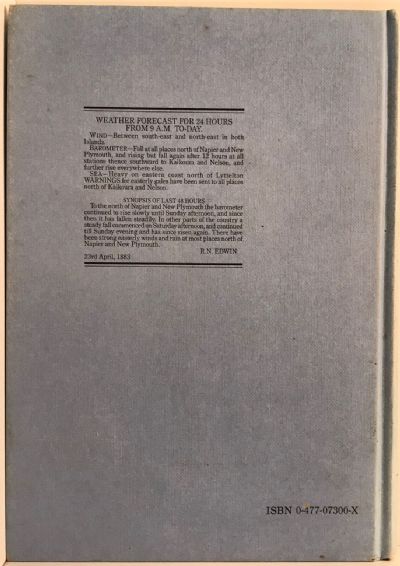 WEATHER FORECAST FOR 24 HOURS
FROM 9 A.M. TO-DAY.
WIND—Between south-east and north-east in both
Islands.
BAROMETER—Fall at all places north of Napier and New
Plymouth, and rising but fall again after 12 hours at all
stations thence southward to Kaikoura and Nelson, and
further rise everywhere else.
SEA—Heavy on eastern coast north of Lyttelton
WARNINGS for easterly gales have been sent to all places
north of Kaikoura and Nelson.
SYNOPSIS OF LAST 48 HOURS
To the north of Napier and New Plymouth the barometer
continued to rise slowly until Sunday afternoon, and since
then it has fallen steadily. In other parts of the country a
steady fall commenced on Saturday afternoon, and continued
till Sunday evening and has since risen again. There have
been strong easterly winds and rain at most places north of
Napier and New Plymouth.
R.N. EDWIN
23rd April, 1883
ISBN 0-477-07300-X